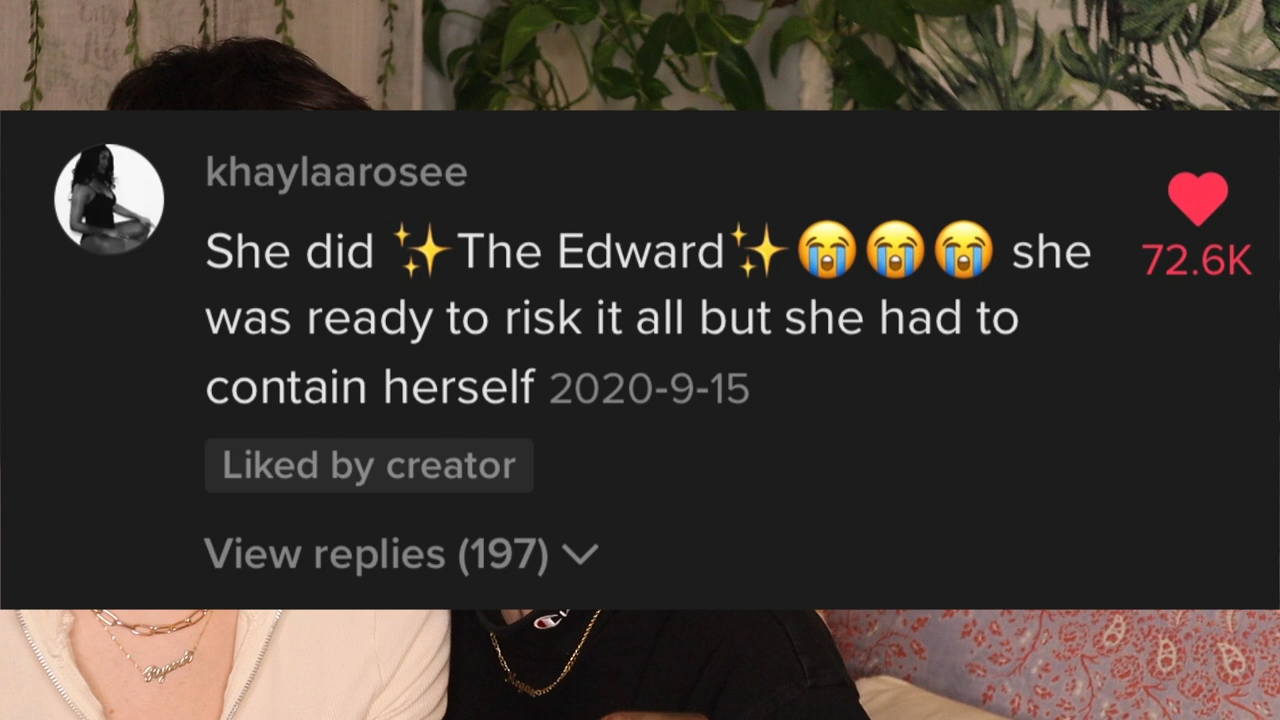 khaylaarosee
She did ✨The Edward✨😭😭😭 she
was ready to risk it all but she had to
contain herself 2020-9-15
Liked by creator
View replies (197)
72.6K